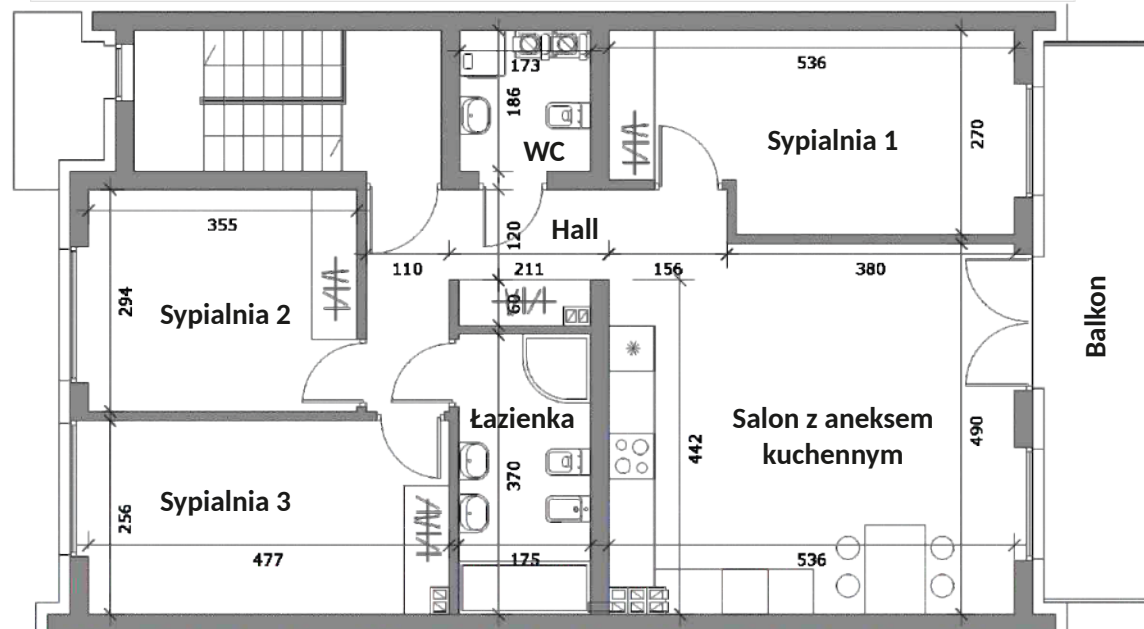 173
536
186
WC
Sypialnia 1
270
355
120
Hall
110
211
156
380
294
Sypialnia 2
60
Balkon
Łazienka
Salon z aneksem
kuchennym
442
490
370
Sypialnia 3
256
477
175
536